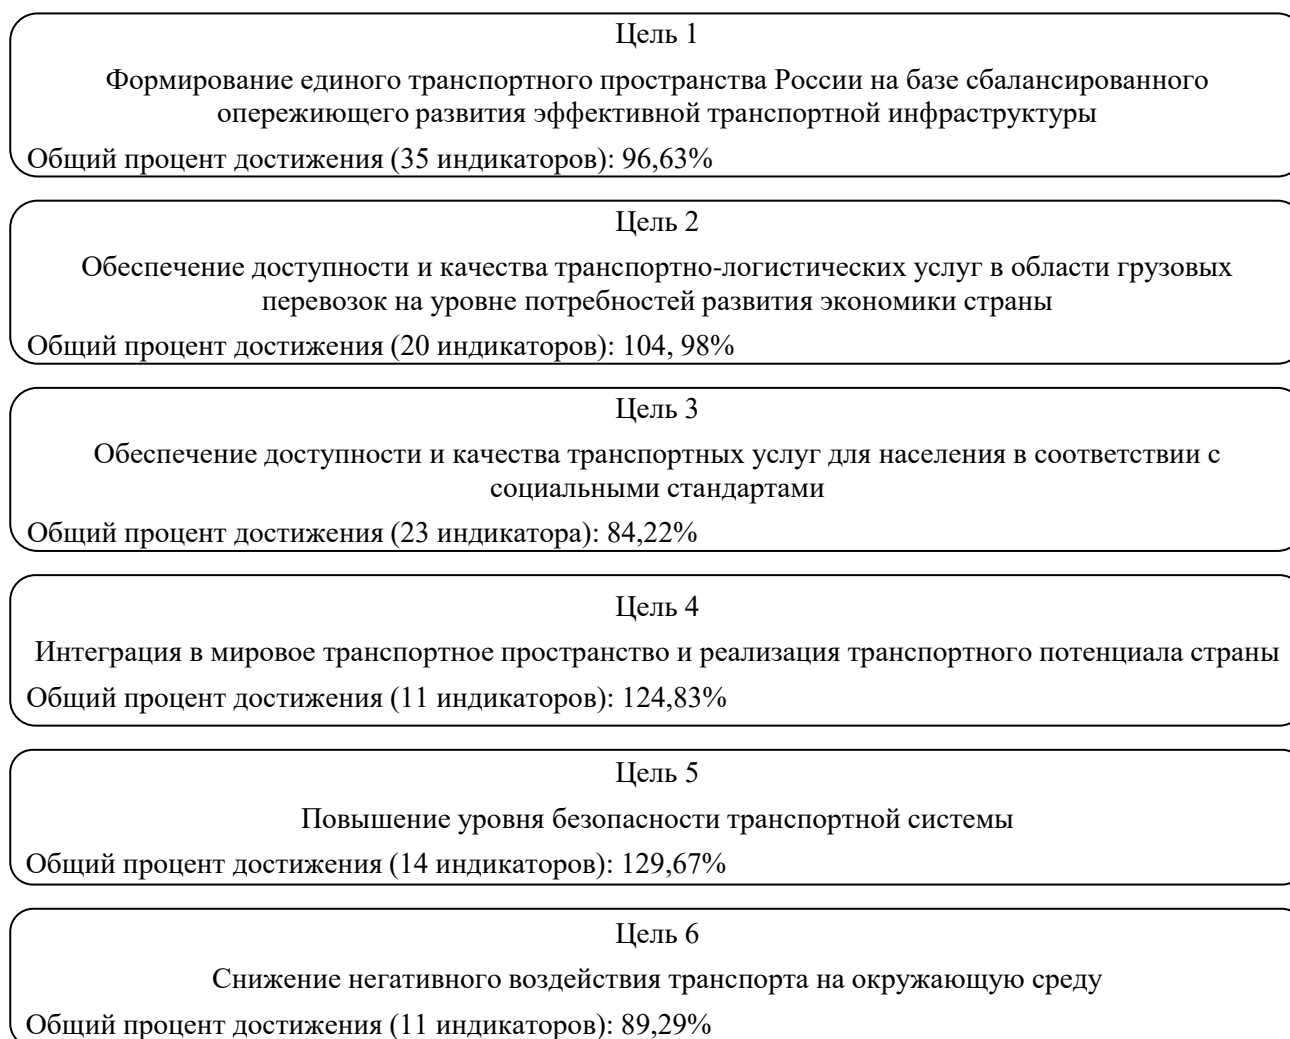 Цель 1
Формирование единого транспортного пространства России на базе сбалансированного
опережиющего развития эффективной транспортной инфраструктуры
Общий процент достижения (35 индикаторов): 96,63%
Цель 2
Обеспечение доступности и качества транспортно-логистических услуг в области грузовых
перевозок на уровне потребностей развития экономики страны
Общий процент достижения (20 индикаторов): 104, 98%
Цель 3
Обеспечение доступности и качества транспортных услуг для населения в соответствии с
социальными стандартами
Общий процент достижения (23 индикатора): 84,22%
Цель 4
Интеграция в мировое транспортное пространство и реализация транспортного потенциала страны
Общий процент достижения (11 индикаторов): 124,83%
Цель 5
Повышение уровня безопасности транспортной системы
Общий процент достижения (14 индикаторов): 129,67%
Цель 6
Снижение негативного воздействия транспорта на окружающую среду
Общий процент достижения (11 индикаторов): 89,29%